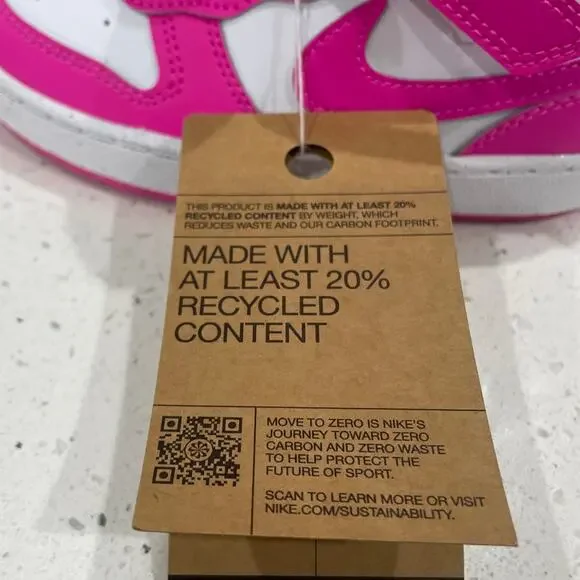 THIS PRODUCT IS MADE WITH AT LEAST 20%
RECYCLED CONTENT BY WEIGHT, WHICH
REDUCES WASTE AND OUR CARBON FOOTPRINT.
MADE WITH
AT LEAST 20%
RECYCLED
CONTENT
MOVE TO ZERO IS NIKE'S
JOURNEY TOWARD ZERO
CARBON AND ZERO WASTE
TO HELP PROTECT THE
FUTURE OF SPORT.
SCAN TO LEARN MORE OR VISIT
NIKE.COM/SUSTAINABILITY.